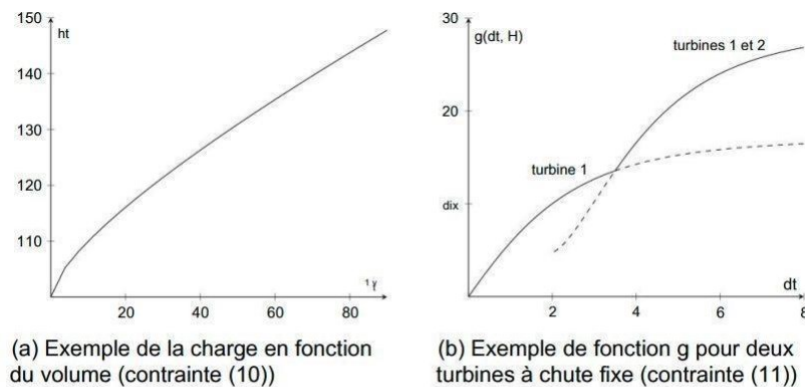 150
ht
140
130
120
110
20
40
60
80
(a) Exemple de la charge en fonction
du volume (contrainte (10))
30
g(dt, H)
turbines 1 et 2
20
turbine 1
dix
dt
2
4
6
8
(b) Exemple de fonction g pour deux
turbines à chute fixe (contrainte (11))